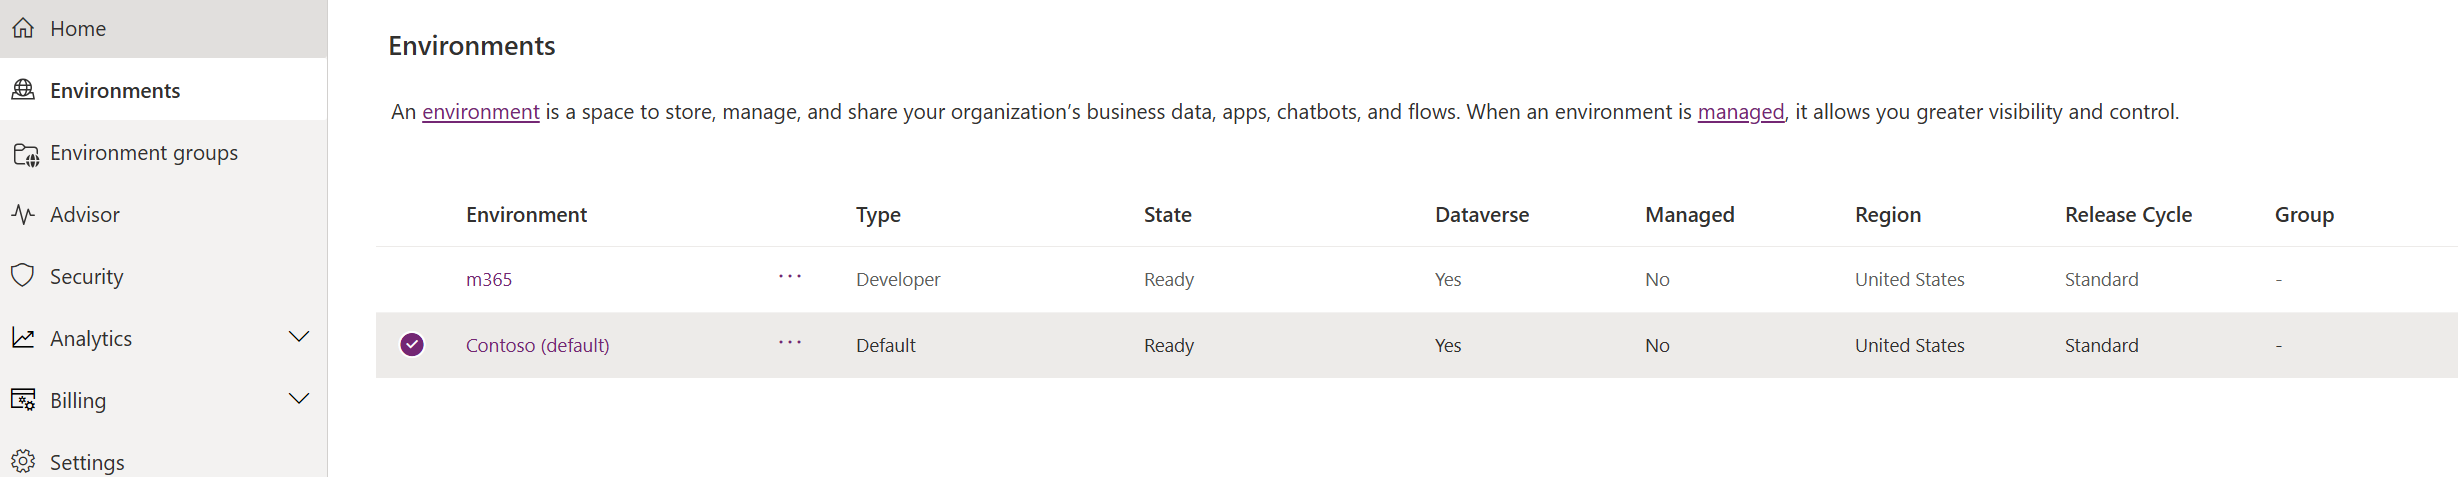 Home
Environments
Environment groups
Advisor
Security
Analytics
Billing
Settings
Environments
An environment is a space to store, manage, and share your organization’s business data, apps, chatbots, and flows. When an environment is managed, it allows you greater visibility and control.
Environment Type State Dataverse Managed Region Release Cycle Group
m365 ··· Developer Ready Yes No United States Standard -
Contoso (default) ··· Default Ready Yes No United States Standard -